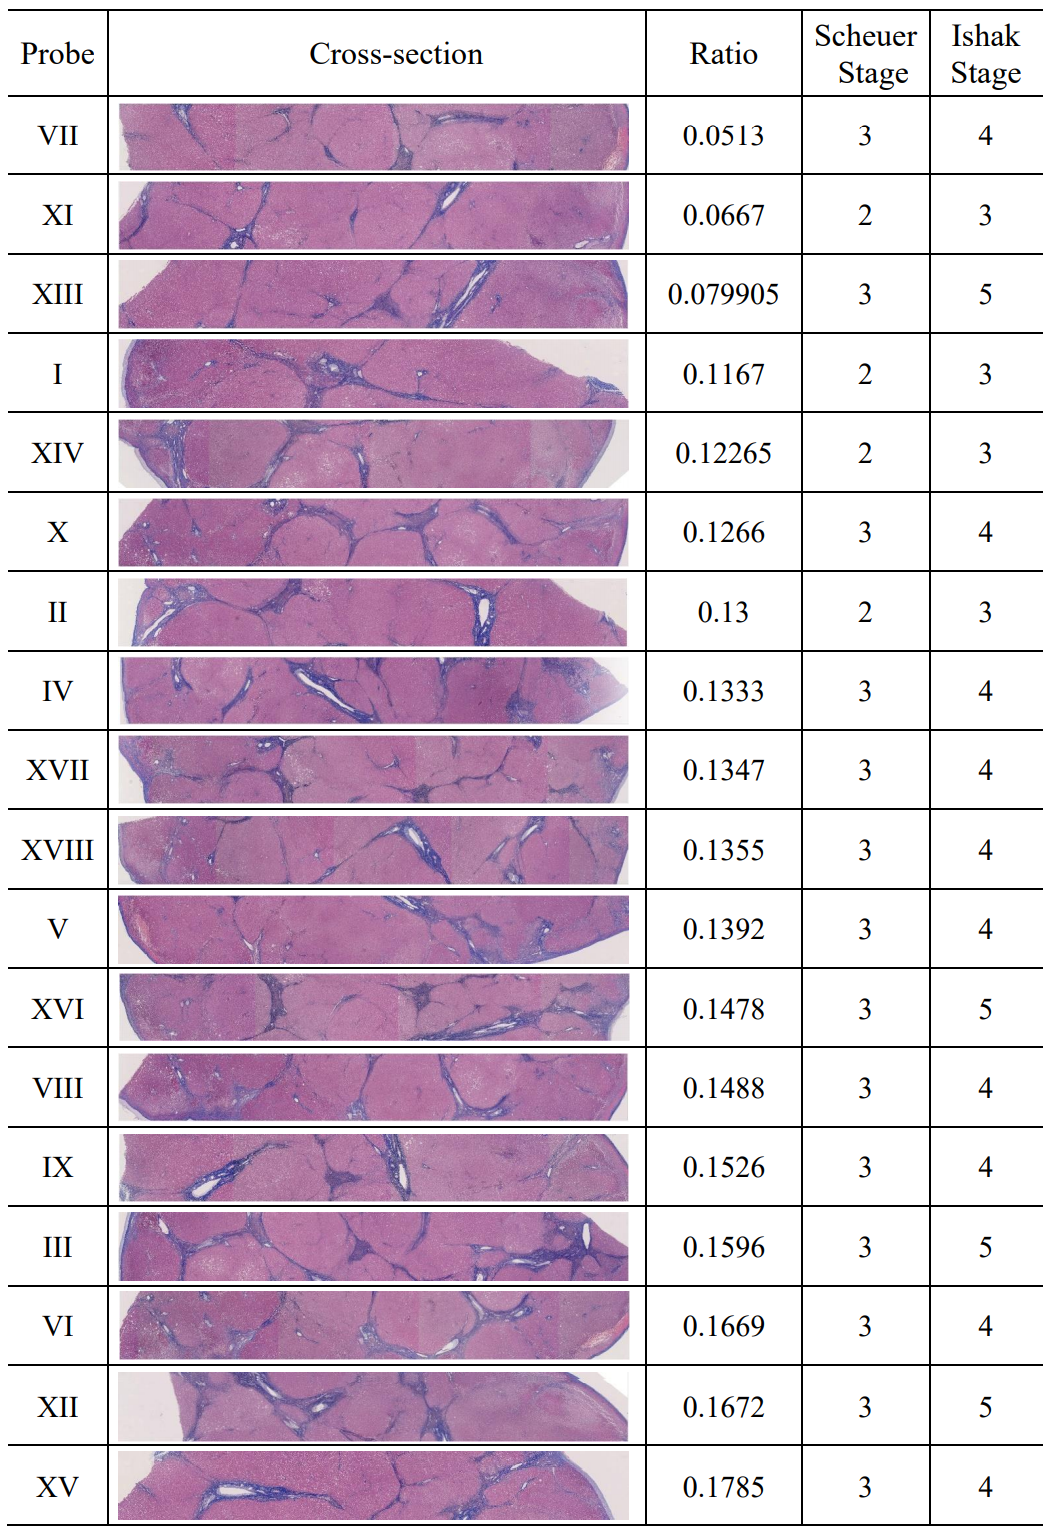 Probe Cross-section Ratio Scheuer Stage Ishak Stage
VII 0.0513 3 4
XI 0.0667 2 3
XIII 0.079905 3 5
I 0.1167 2 3
XIV 0.12265 2 3
X 0.1266 3 4
II 0.13 2 3
IV 0.1333 3 4
XVII 0.1347 3 4
XVIII 0.1355 3 4
V 0.1392 3 4
XVI 0.1478 3 5
VIII 0.1488 3 4
IX 0.1526 3 4
III 0.1596 3 5
VI 0.1669 3 4
XII 0.1672 3 5
XV 0.1785 3 4